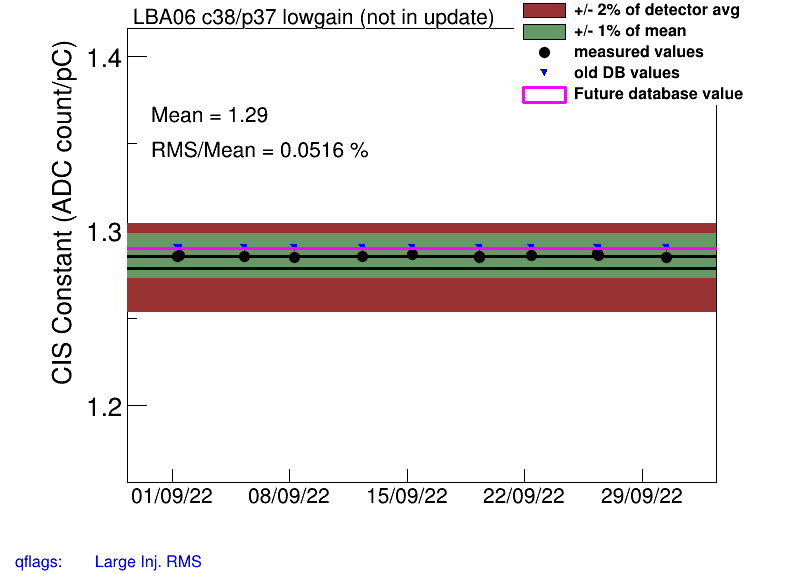 LBA06 c38/p37 lowgain (not in update)
+/- 2% of detector avg
+/- 1% of mean
measured values
old DB values
Future database value
Mean = 1.29
RMS/Mean = 0.0516 %
CIS Constant (ADC count/pC)
1.4
1.3
1.2
01/09/22 08/09/22 15/09/22 22/09/22 29/09/22
qflags: Large Inj. RMS